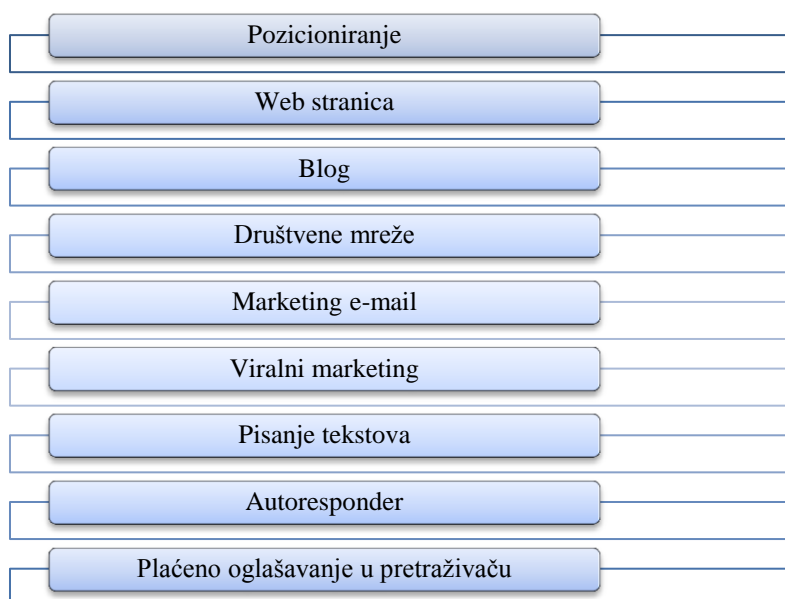 Pozicioniranje
Web stranica
Blog
Društvene mreže
Marketing e-mail
Viralni marketing
Pisanje tekstova
Autoresponder
Plaćeno oglašavanje u pretraživaču